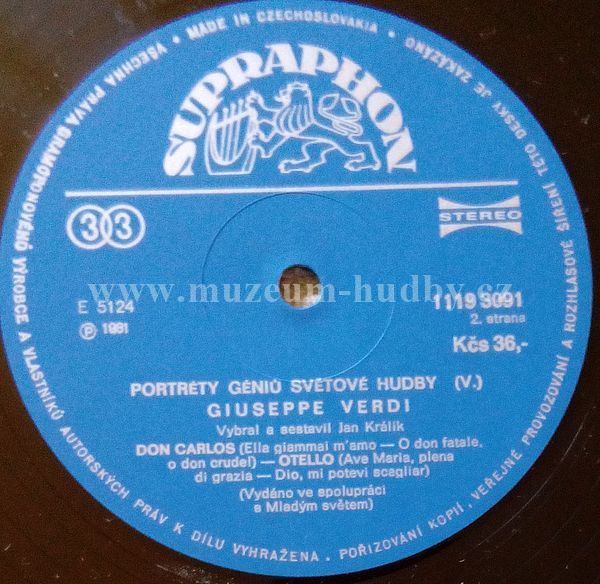 VŠECHNA PRÁVA GRAMOFONOVÉHO VÝROBCE A VLASTNÍKŮ AUTORSKÝCH PRÁV K DÍLU VYHRAŽENA. POŘIZOVÁNÍ KOPIÍ, VEŘEJNÉ PROVOZOVÁNÍ A ROZHLASOVÉ ŠÍŘENÍ TÉTO DESKY JE ZAKÁZÁNO
• MADE IN CZECHOSLOVAKIA •
SUPRAPHON
33
STEREO
www.muzeum-hudby.cz
E 5124
1119 3091
Ⓟ 1981
2. strana
Kčs 36,-
PORTRÉTY GÉNIŮ SVĚTOVÉ HUDBY (V.)
GIUSEPPE VERDI
Vybral a sestavil Jan Králík
DON CARLOS (Ella giammai m'amo — O don fatale,
o don crudel) — OTELLO (Ave Maria, piena
di grazia — Dio, mi potevi scagliar)
(Vydáno ve spolupráci
s Mladým světem)